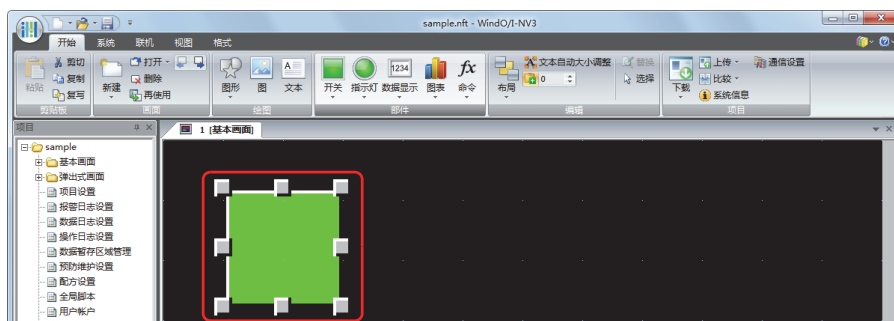 sample.nft - WindO/I-NV3
开始 系统 联机 视图 格式
粘贴 剪切 复制 复写
剪贴板
新建 打开 删除 再使用
画面
图形 图 文本
绘图
开关 指示灯 数据显示 图表 命令
1234
fx
部件
布局 文本自动大小调整 0 替换 选择
编辑
下载 上传 比较 系统信息 通信设置
项目
项目
1 [基本画面]
sample
基本画面
弹出式画面
项目设置
报警日志设置
数据日志设置
操作日志设置
数据暂存区域管理
预防维护设置
配方设置
全局脚本
用户帐户